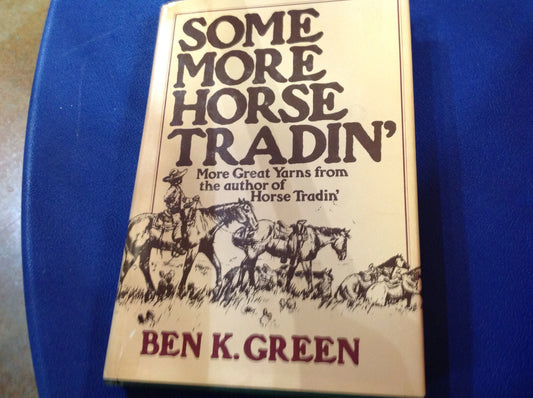 SOME
MORE
HORSE
TRADIN'
More Great Yarns from
the author of
Horse Tradin'
BEN K. GREEN